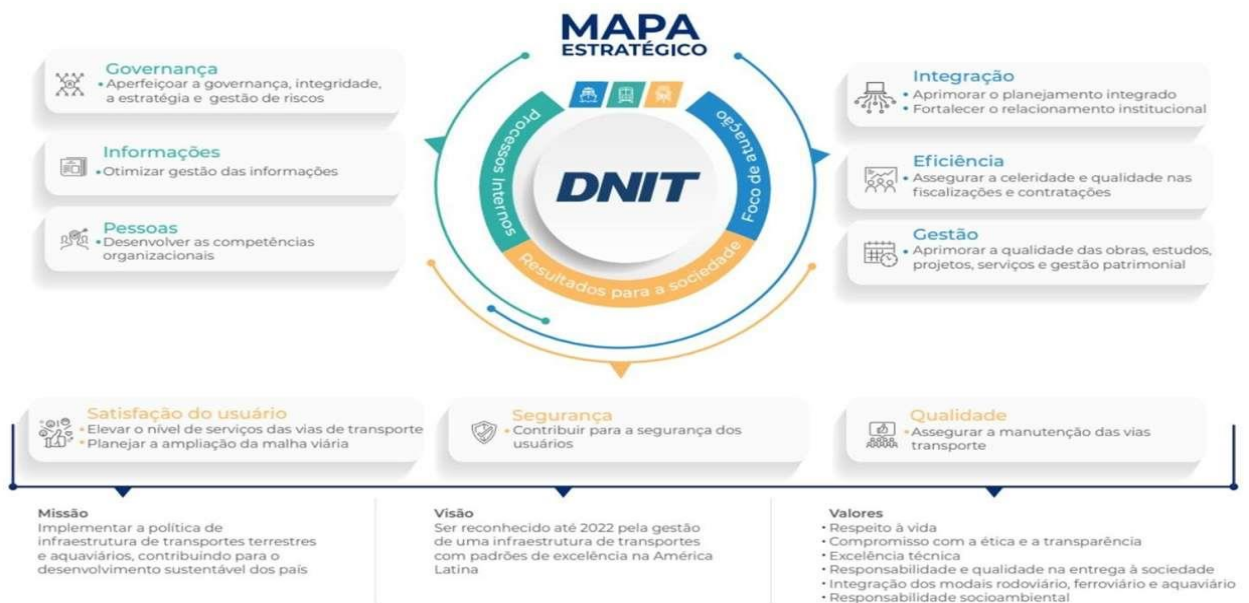 MAPA
ESTRATÉGICO
Governança
• Aperfeiçoar a governança, integridade,
a estratégia e gestão de riscos
Informações
• Otimizar gestão das informações
Pessoas
• Desenvolver as competências
organizacionais
Processos Internos
Foco de atuação
DNIT
Resultados para a sociedade
Integração
• Aprimorar o planejamento integrado
• Fortalecer o relacionamento institucional
Eficiência
• Assegurar a celeridade e qualidade nas
fiscalizações e contratações
Gestão
• Aprimorar a qualidade das obras, estudos,
projetos, serviços e gestão patrimonial
Satisfação do usuário
• Elevar o nível de serviços das vias de transporte
• Planejar a ampliação da malha viária
Segurança
• Contribuir para a segurança dos
usuários
Qualidade
• Assegurar a manutenção das vias
transporte
Missão
Implementar a política de
infraestrutura de transportes terrestres
e aquaviários, contribuindo para o
desenvolvimento sustentável dos país
Visão
Ser reconhecido até 2022 pela gestão
de uma infraestrutura de transportes
com padrões de excelência na América
Latina
Valores
• Respeito à vida
• Compromisso com a ética e a transparência
• Excelência técnica
• Responsabilidade e qualidade na entrega à sociedade
• Integração dos modais rodoviário, ferroviário e aquaviário
• Responsabilidade socioambiental